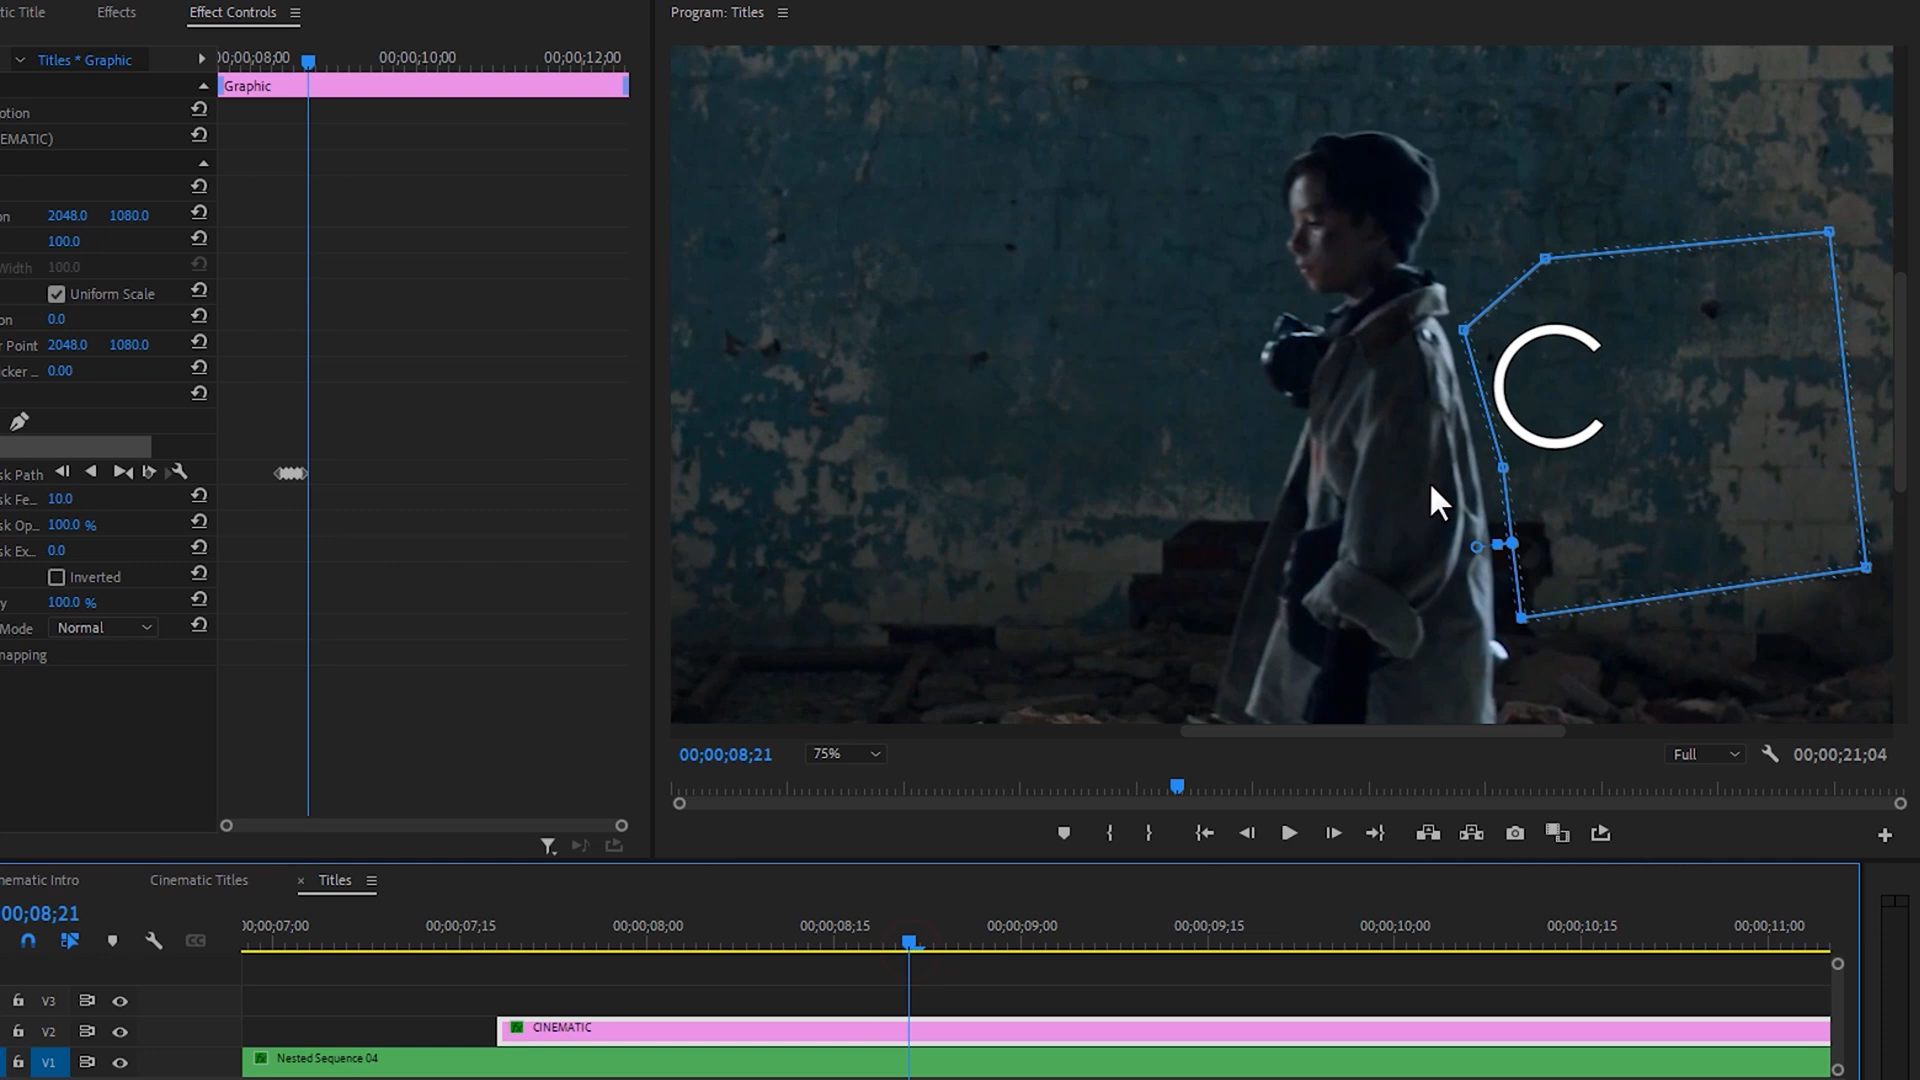 tic Title Effects Effect Controls Program: Titles
Titles * Graphic 00;00;08;00 00;00;10;00 00;00;12;00
Graphic
otion
EMATIC)
on 2048.0 1080.0
100.0
Width 100.0
Uniform Scale
on 0.0
r Point 2048.0 1080.0
icker ... 0.00
sk Path
sk Fe... 10.0
sk Op... 100.0 %
sk Ex... 0.0
Inverted
y 100.0 %
Mode Normal
mapping
C
00;00;08;21 75% Full 00;00;21;04
nematic Intro Cinematic Titles × Titles
00;08;21
00;00;07;00 00;00;07;15 00;00;08;00 00;00;08;15 00;00;09;00 00;00;09;15 00;00;10;00 00;00;10;15 00;00;11;00
CC
V3
V2 fx CINEMATIC
V1 fx Nested Sequence 04